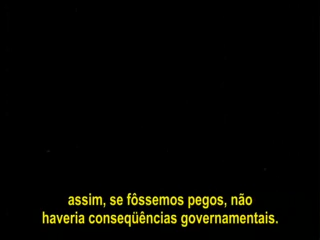 assim, se fôssemos pegos, não
haveria conseqüências governamentais.